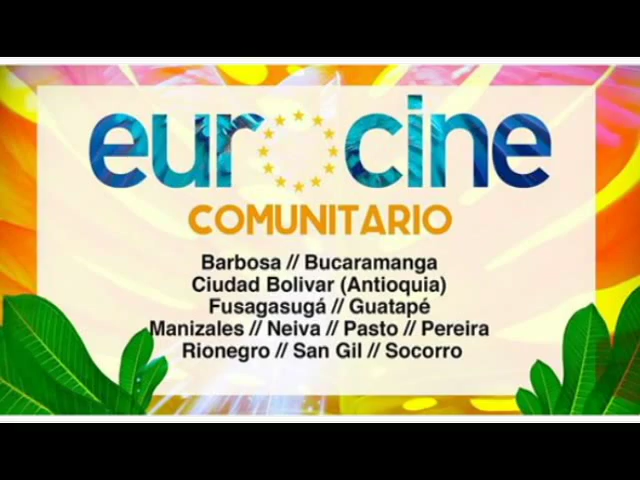 eurocine
COMUNITARIO
Barbosa // Bucaramanga
Ciudad Bolivar (Antioquia)
Fusagasugá // Guatapé
Manizales // Neiva // Pasto // Pereira
Rionegro // San Gil // Socorro